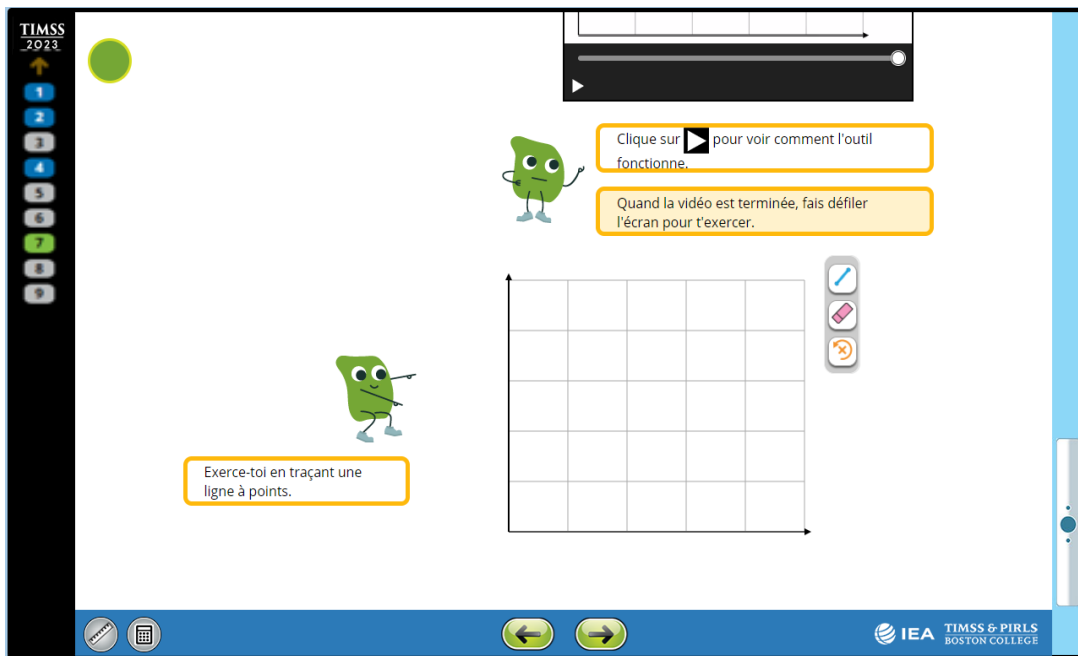 TIMSS
2023
1
2
3
4
5
6
7
8
9
Clique sur pour voir comment l'outil
fonctionne.
Quand la vidéo est terminée, fais défiler
l'écran pour t'exercer.
Exerce-toi en traçant une
ligne à points.
IEA
TIMSS & PIRLS
BOSTON COLLEGE